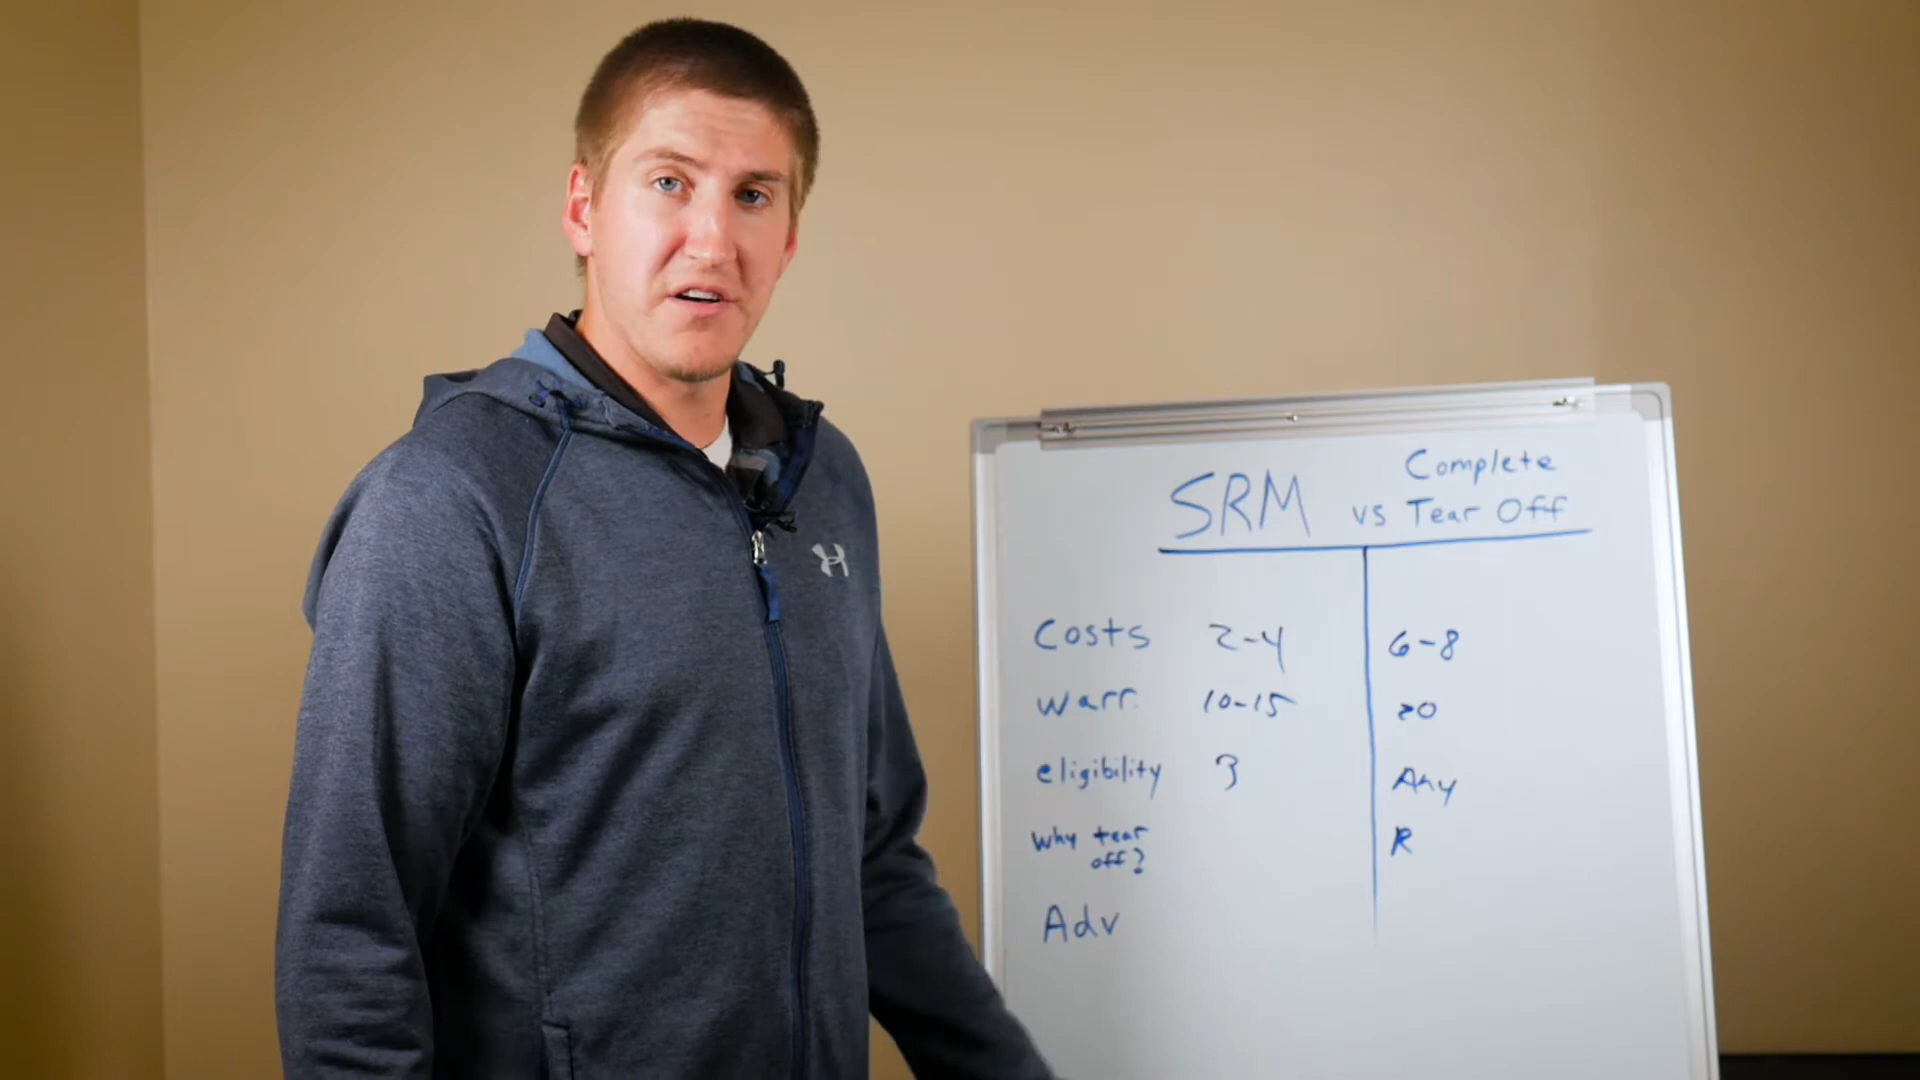 Complete
SRM vs Tear Off
Costs 2-4 6-8
Warr. 10-15 20
eligibility 3 Any
Why tear R
off?
Adv